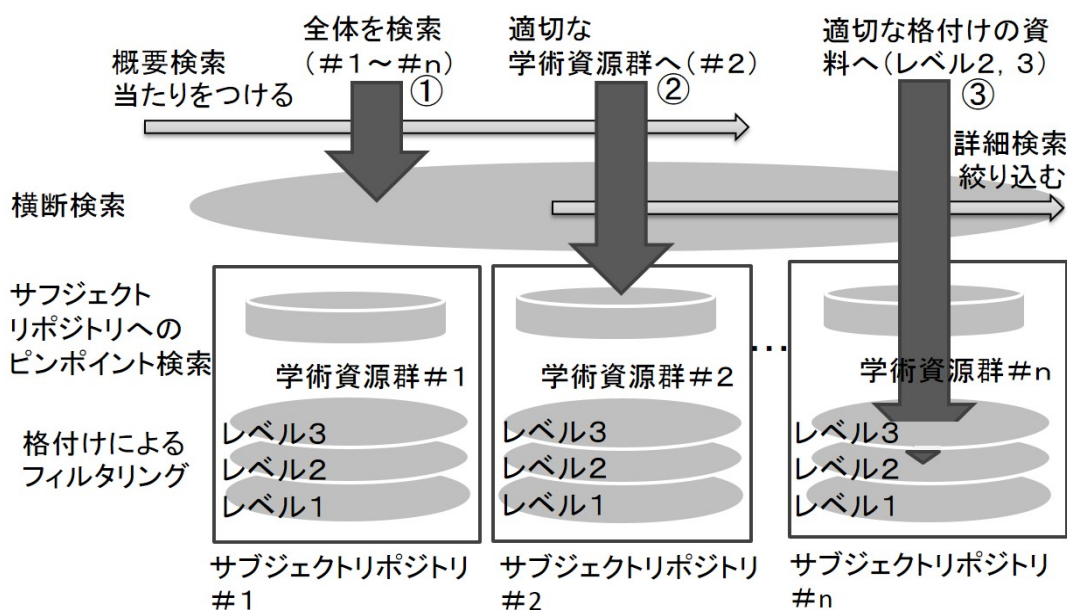 全体を検索
(＃１～＃ｎ)
①
適切な
学術資源群へ(＃２)
②
適切な格付けの資
料へ(レベル２，３)
③
概要検索
当たりをつける
詳細検索
絞り込む
横断検索
サフジェクト
リポジトリへの
ピンポイント検索
学術資源群＃１
学術資源群＃２
…
学術資源群＃ｎ
格付けによる
フィルタリング
レベル３
レベル２
レベル１
レベル３
レベル２
レベル１
レベル３
レベル２
レベル１
サブジェクトリポジトリ
＃１
サブジェクトリポジトリ
＃２
サブジェクトリポジトリ
＃ｎ